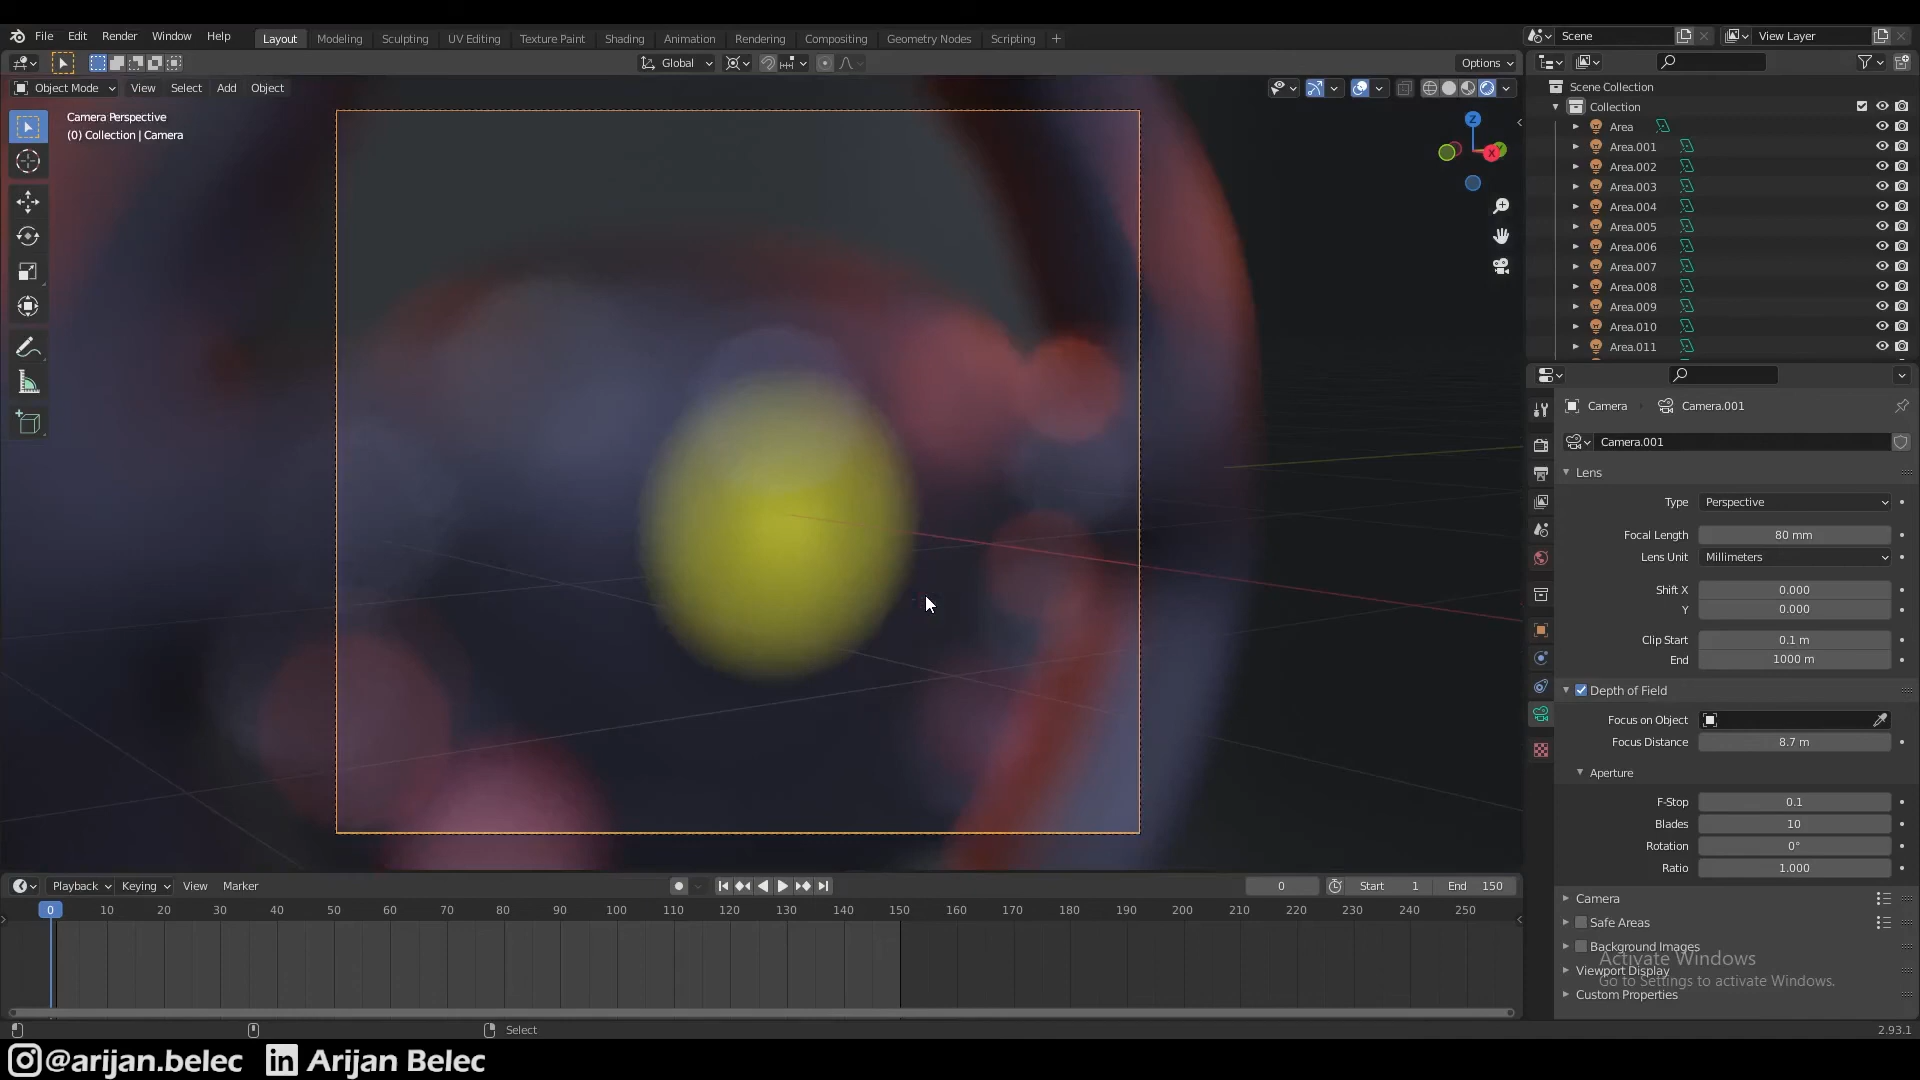 File Edit Render Window Help Layout Modeling Sculpting UV Editing Texture Paint Shading Animation Rendering Compositing Geometry Nodes Scripting + Scene View Layer
Global Options
Object Mode View Select Add Object
Camera Perspective
(0) Collection | Camera
Z
X
Scene Collection
Collection
Area
Area.001
Area.002
Area.003
Area.004
Area.005
Area.006
Area.007
Area.008
Area.009
Area.010
Area.011
Camera Camera.001
Camera.001
Lens
Type Perspective
Focal Length 80 mm
Lens Unit Millimeters
Shift X 0.000
Y 0.000
Clip Start 0.1 m
End 1000 m
Depth of Field
Focus on Object
Focus Distance 8.7 m
Aperture
F-Stop 0.1
Blades 10
Rotation 0°
Ratio 1.000
Camera
Safe Areas
Background Images
Viewport Display
Custom Properties
Activate Windows
Go to Settings to activate Windows.
Playback Keying View Marker 0 Start 1 End 150
0 10 20 30 40 50 60 70 80 90 100 110 120 130 140 150 160 170 180 190 200 210 220 230 240 250
Select 2.93.1
@arijan.belec in Arijan Belec